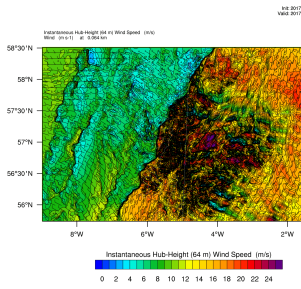 Init: 2017
Valid: 2017
Instantaneous Hub-Height (64 m) Wind Speed (m/s)
Wind (m s-1) at 0.064 km
58°30'N
58°N
57°30'N
57°N
56°30'N
56°N
8°W
6°W
4°W
2°W
Instantaneous Hub-Height (64 m) Wind Speed (m/s)
0 2 4 6 8 10 12 14 16 18 20 22 24